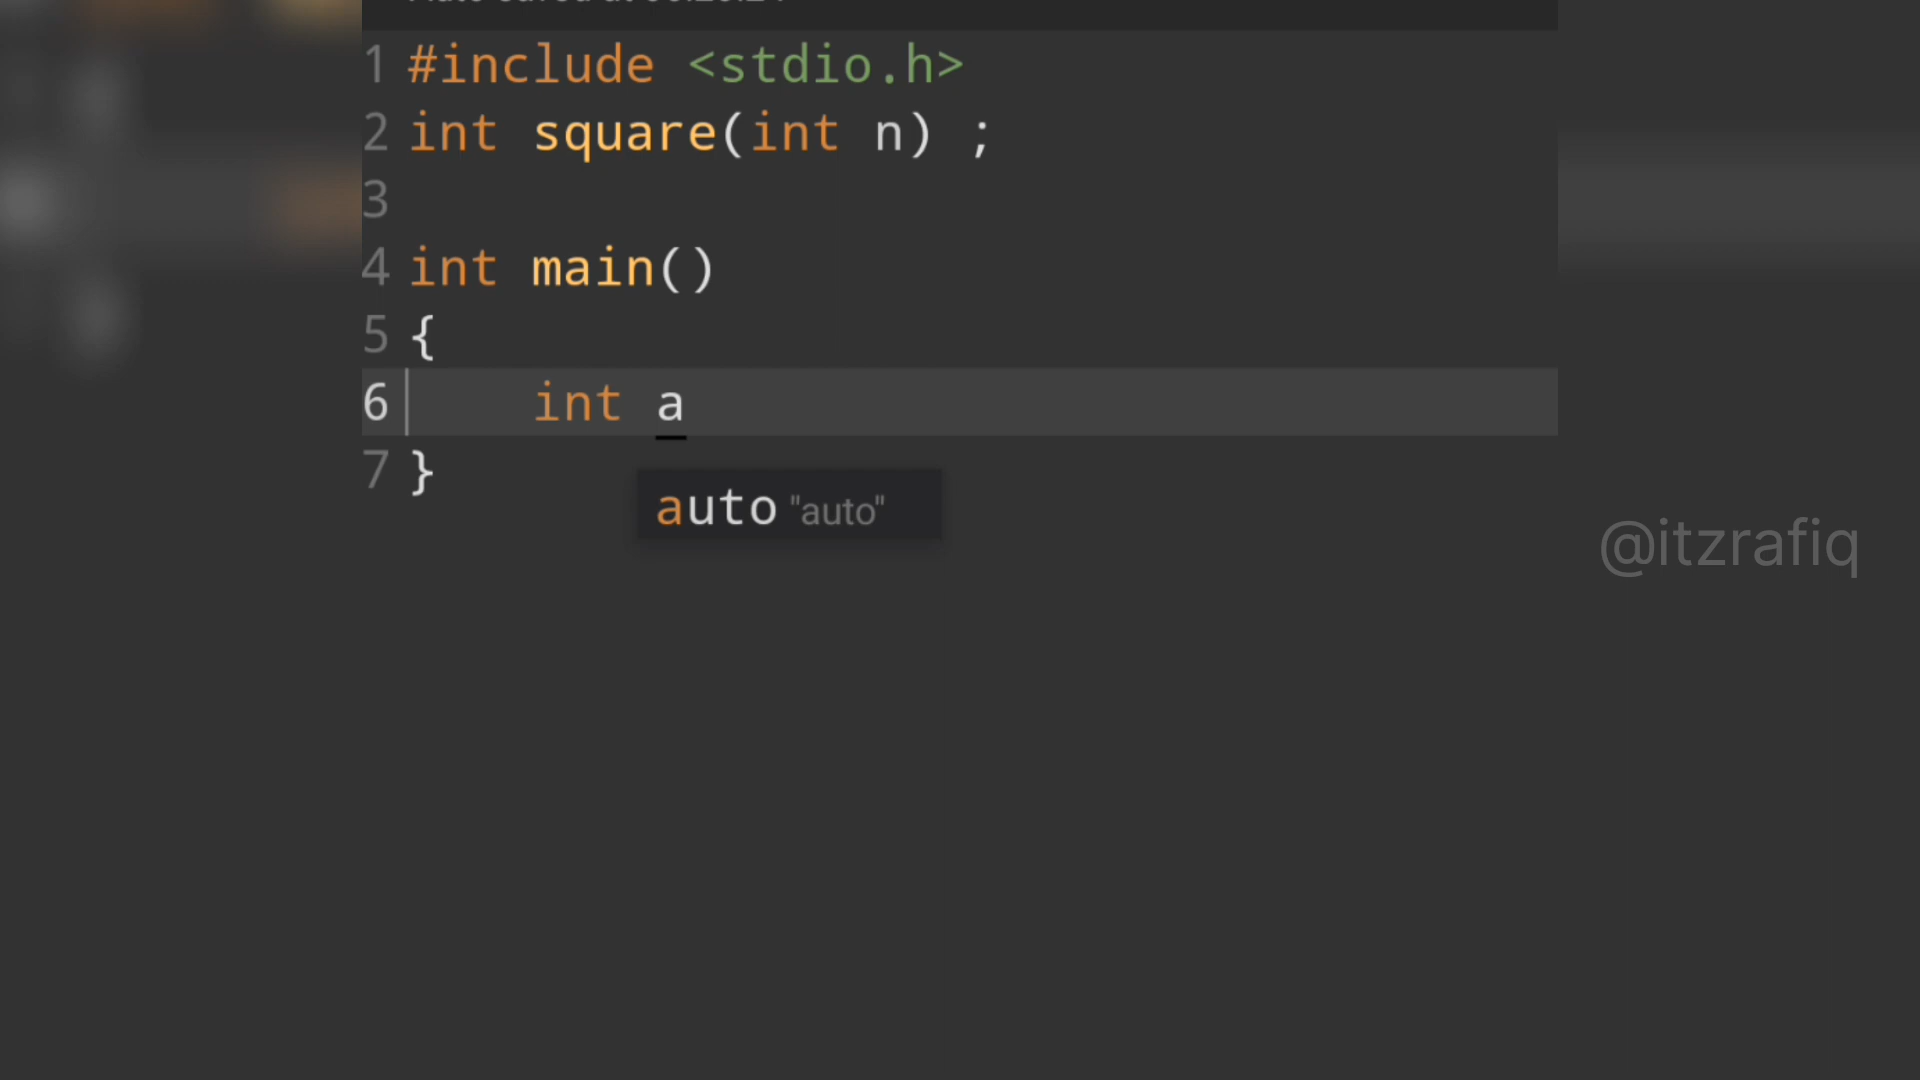 1 #include <stdio.h>
2 int square(int n) ;
3
4 int main()
5 {
6     int a
7 }
auto "auto"
@itzrafiq